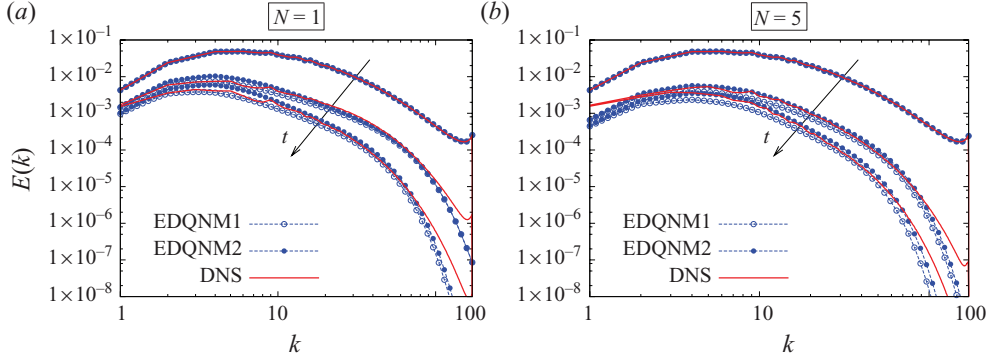 (a)
N = 1
1×10⁻¹
1×10⁻²
1×10⁻³
1×10⁻⁴
1×10⁻⁵
1×10⁻⁶
1×10⁻⁷
1×10⁻⁸
E(k)
t
EDQNM1
EDQNM2
DNS
1
10
100
k
(b)
N = 5
1×10⁻¹
1×10⁻²
1×10⁻³
1×10⁻⁴
1×10⁻⁵
1×10⁻⁶
1×10⁻⁷
1×10⁻⁸
t
EDQNM1
EDQNM2
DNS
1
10
100
k